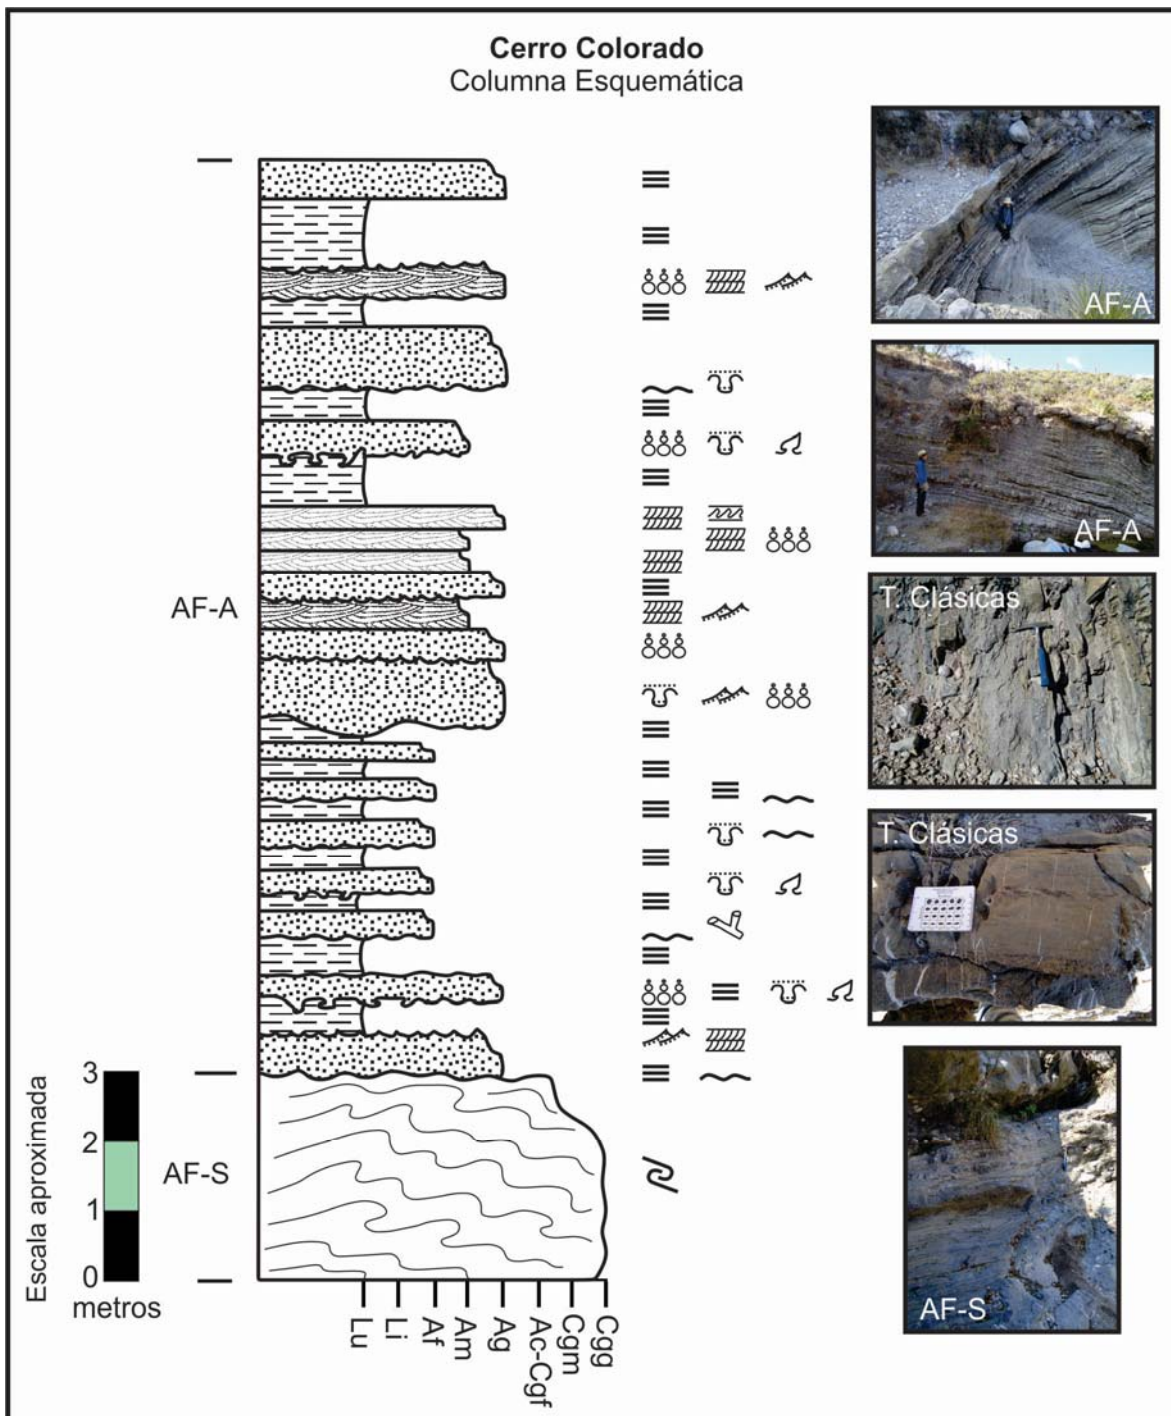 Cerro Colorado
Columna Esquemática
AF-A
AF-A
AF-A
T. Clásicas
T. Clásicas
AF-S
AF-S
Escala aproximada
3
2
1
0
metros
Lu
Li
Af
Am
Ag
Ac-Cgf
Cgm
Cgg